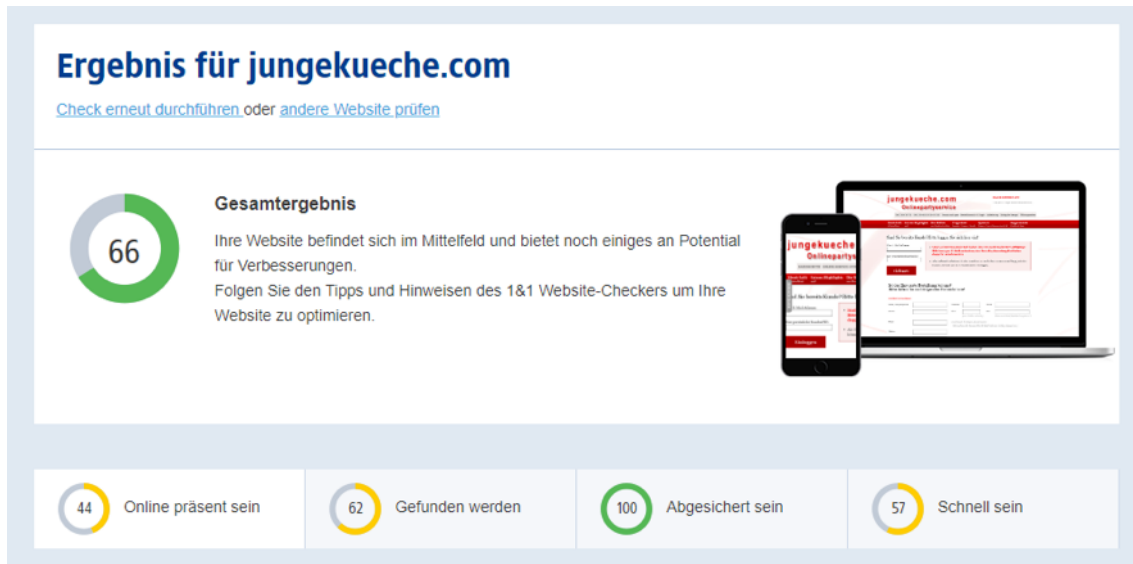 Ergebnis für jungekueche.com
Check erneut durchführen oder andere Website prüfen
66
Gesamtergebnis
Ihre Website befindet sich im Mittelfeld und bietet noch einiges an Potential
für Verbesserungen.
Folgen Sie den Tipps und Hinweisen des 1&1 Website-Checkers um Ihre
Website zu optimieren.
jungekueche.com
Onlinepartyservice
jungekueche
Onlinepartys
Einloggen
44 Online präsent sein
62 Gefunden werden
100 Abgesichert sein
57 Schnell sein